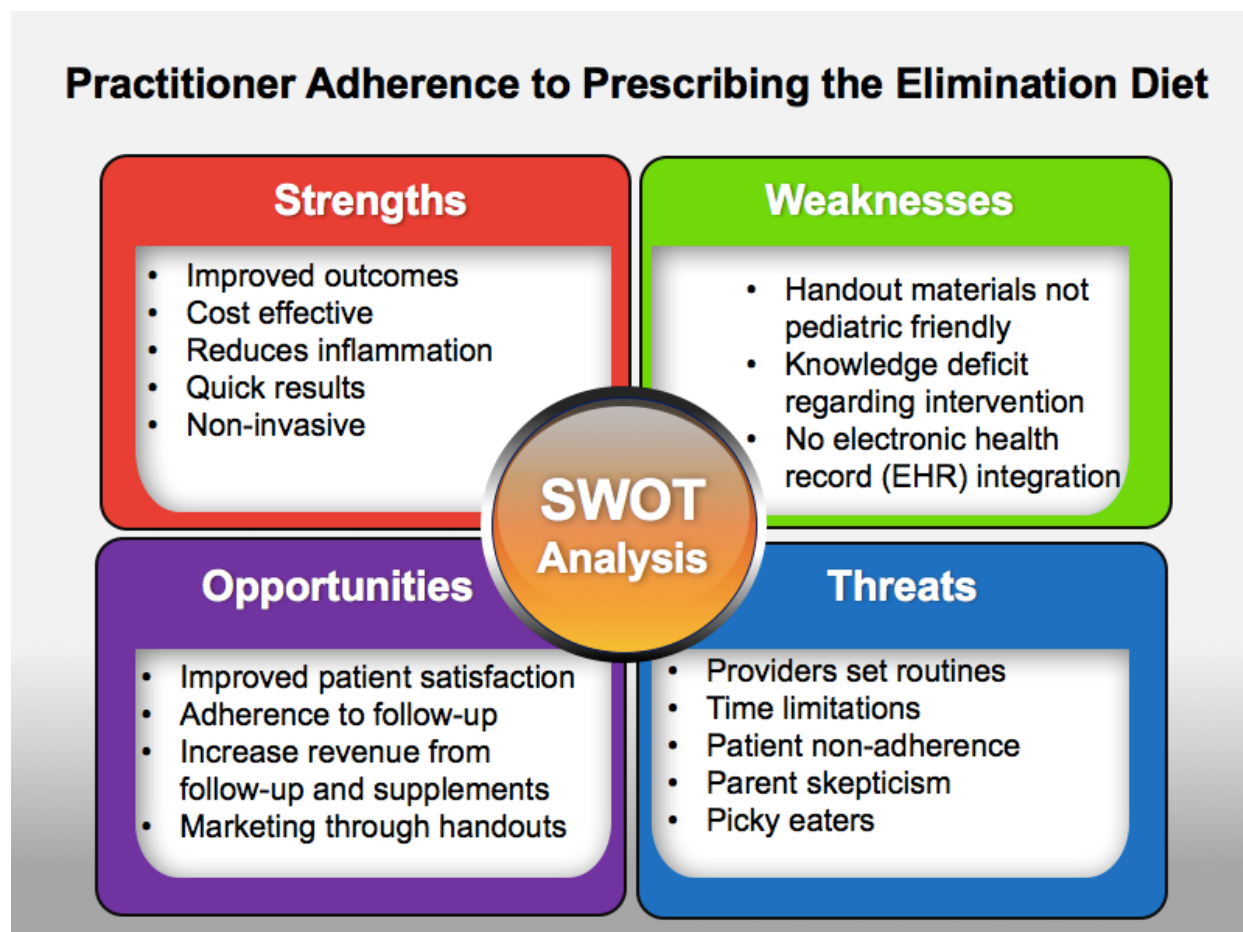 Practitioner Adherence to Prescribing the Elimination Diet
Strengths
• Improved outcomes
• Cost effective
• Reduces inflammation
• Quick results
• Non-invasive
Weaknesses
• Handout materials not
pediatric friendly
• Knowledge deficit
regarding intervention
• No electronic health
record (EHR) integration
SWOT
Analysis
Opportunities
• Improved patient satisfaction
• Adherence to follow-up
• Increase revenue from
follow-up and supplements
• Marketing through handouts
Threats
• Providers set routines
• Time limitations
• Patient non-adherence
• Parent skepticism
• Picky eaters